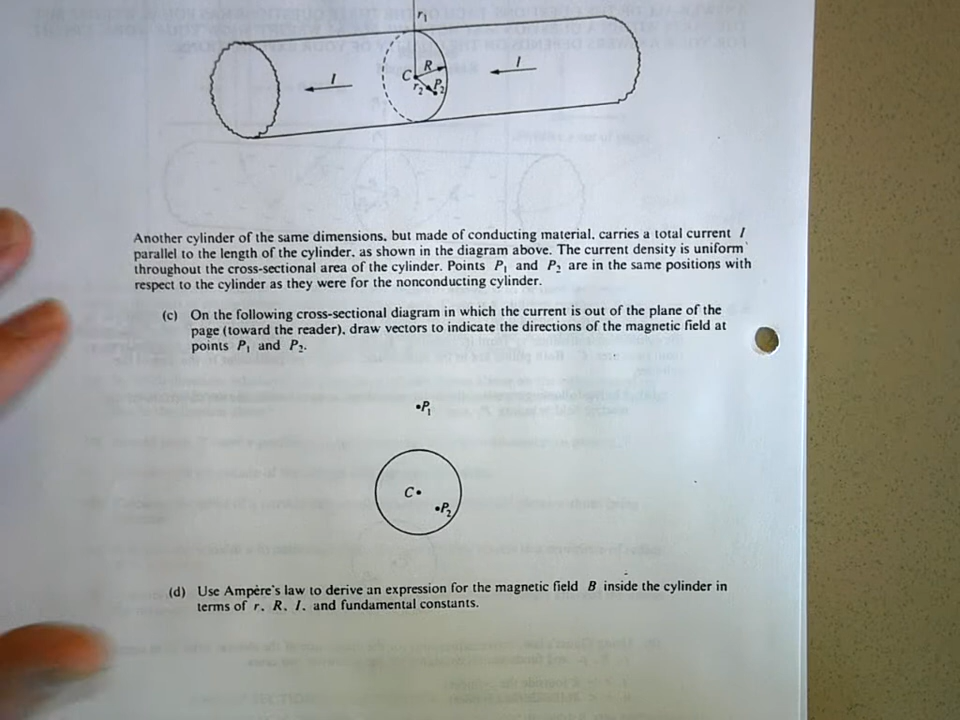 r₁
R
I
I
C
r₂
P₂
Another cylinder of the same dimensions, but made of conducting material, carries a total current I
parallel to the length of the cylinder, as shown in the diagram above. The current density is uniform
throughout the cross-sectional area of the cylinder. Points P₁ and P₂ are in the same positions with
respect to the cylinder as they were for the nonconducting cylinder.
(c) On the following cross-sectional diagram in which the current is out of the plane of the
page (toward the reader), draw vectors to indicate the directions of the magnetic field at
points P₁ and P₂.
•P₁
C•
•P₂
(d) Use Ampère's law to derive an expression for the magnetic field B inside the cylinder in
terms of r, R, I, and fundamental constants.